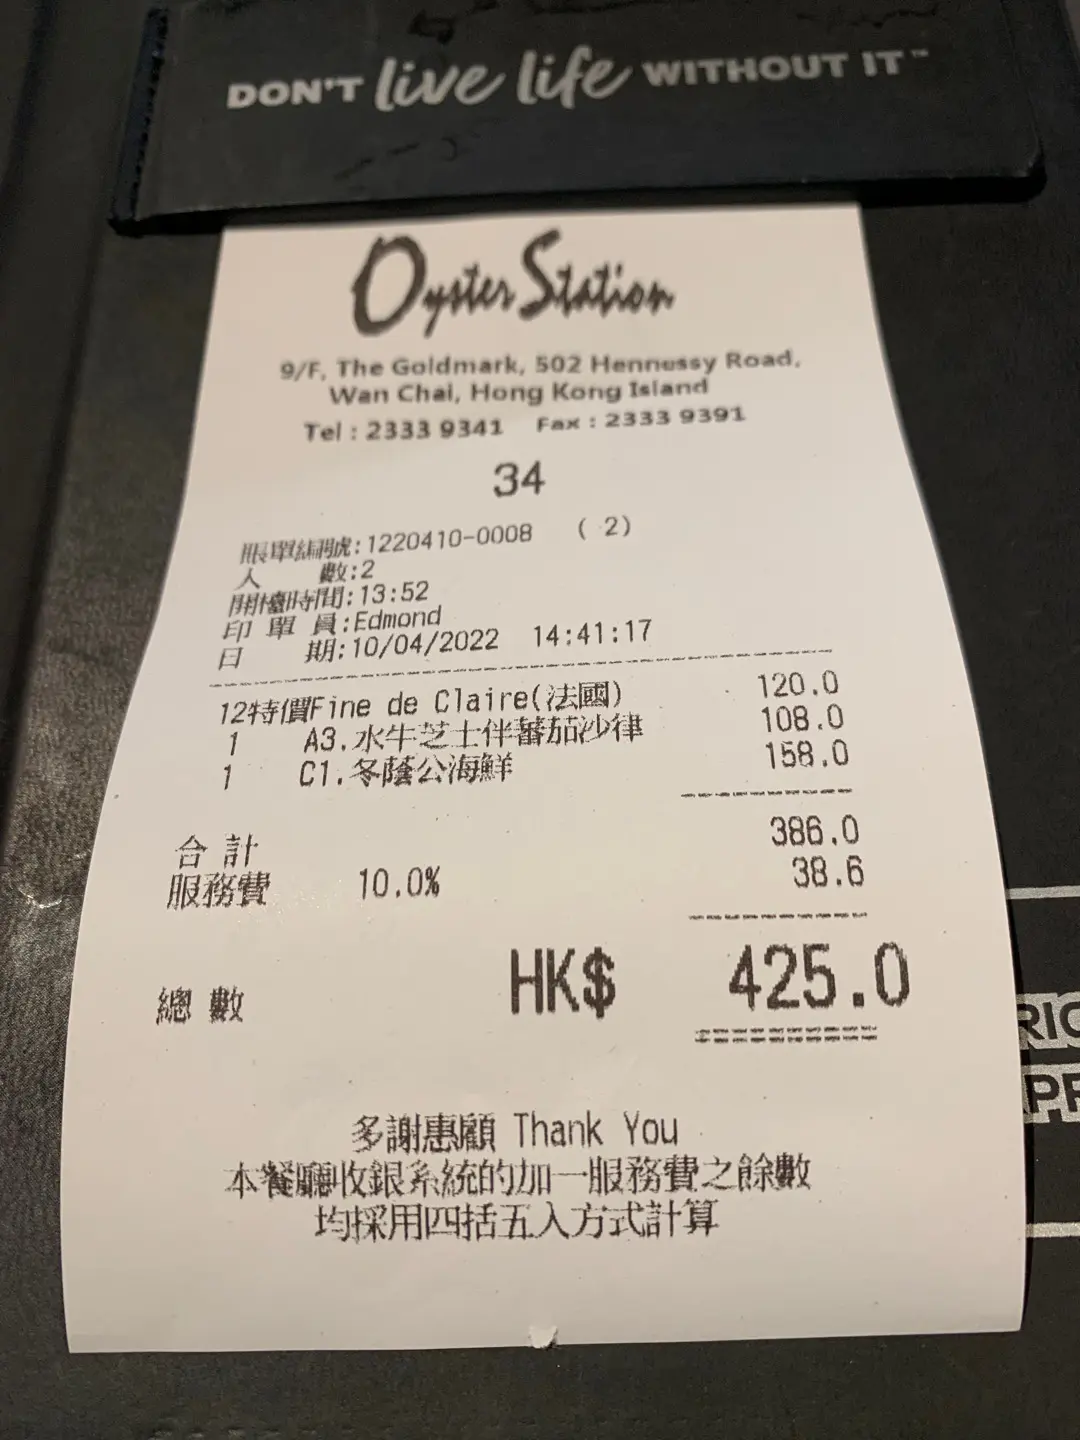 DON'T live life WITHOUT IT™
Oyster Station
9/F, The Goldmark, 502 Hennessy Road,
Wan Chai, Hong Kong Island
Tel : 2333 9341 Fax : 2333 9391
34
賬單編號:1220410-0008 ( 2)
人 數:2
開檯時間:13:52
印 單 員:Edmond
日 期:10/04/2022 14:41:17
12特價Fine de Claire(法國) 120.0
1 A3.水牛芝士伴蕃茄沙律 108.0
1 C1.冬蔭公海鮮 158.0
合 計 386.0
服務費 10.0% 38.6
總 數 HK$ 425.0
多謝惠顧 Thank You
本餐廳收銀系統的加一服務費之餘數
均採用四括五入方式計算